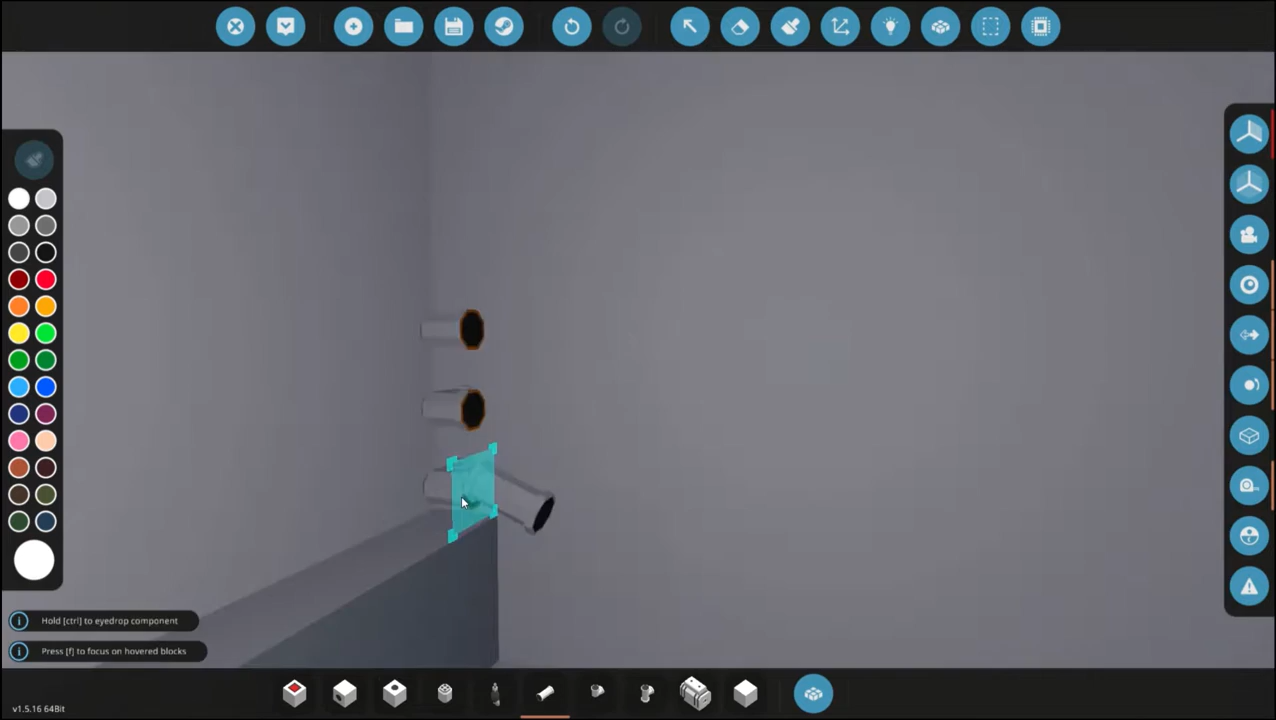 Hold [ctrl] to eyedrop component
Press [f] to focus on hovered blocks
v1.5.16 64Bit